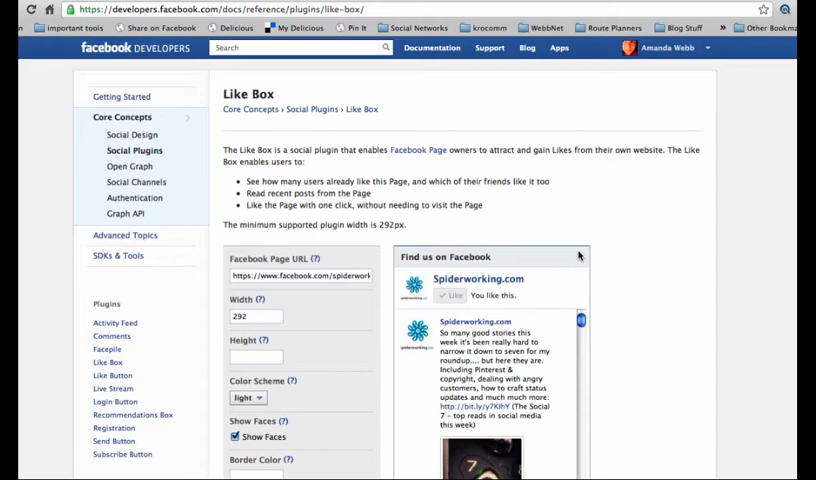 https://developers.facebook.com/docs/reference/plugins/like-box/
important tools Share on Facebook Delicious My Delicious Pin It Social Networks krocomm WebbNet Route Planners Blog Stuff » Other Bookma
facebook DEVELOPERS Search Documentation Support Blog Apps Amanda Webb
Getting Started
Core Concepts
Social Design
Social Plugins
Open Graph
Social Channels
Authentication
Graph API
Advanced Topics
SDKs & Tools
Plugins
Activity Feed
Comments
Facepile
Like Box
Like Button
Live Stream
Login Button
Recommendations Box
Registration
Send Button
Subscribe Button
Like Box
Core Concepts › Social Plugins › Like Box
The Like Box is a social plugin that enables Facebook Page owners to attract and gain Likes from their own website. The Like
Box enables users to:
• See how many users already like this Page, and which of their friends like it too
• Read recent posts from the Page
• Like the Page with one click, without needing to visit the Page
The minimum supported plugin width is 292px.
Facebook Page URL (?)
https://www.facebook.com/spiderwork
Width (?)
292
Height (?)
Color Scheme (?)
light
Show Faces (?)
Show Faces
Border Color (?)
Find us on Facebook
Spiderworking.com
Like You like this.
Spiderworking.com
So many good stories this
week it's been really hard to
narrow it down to seven for my
roundup.... but here they are.
Including Pinterest &
copyright, dealing with angry
customers, how to craft status
updates and much much more:
http://bit.ly/y7KlhY (The Social
7 - top reads in social media
this week)
7